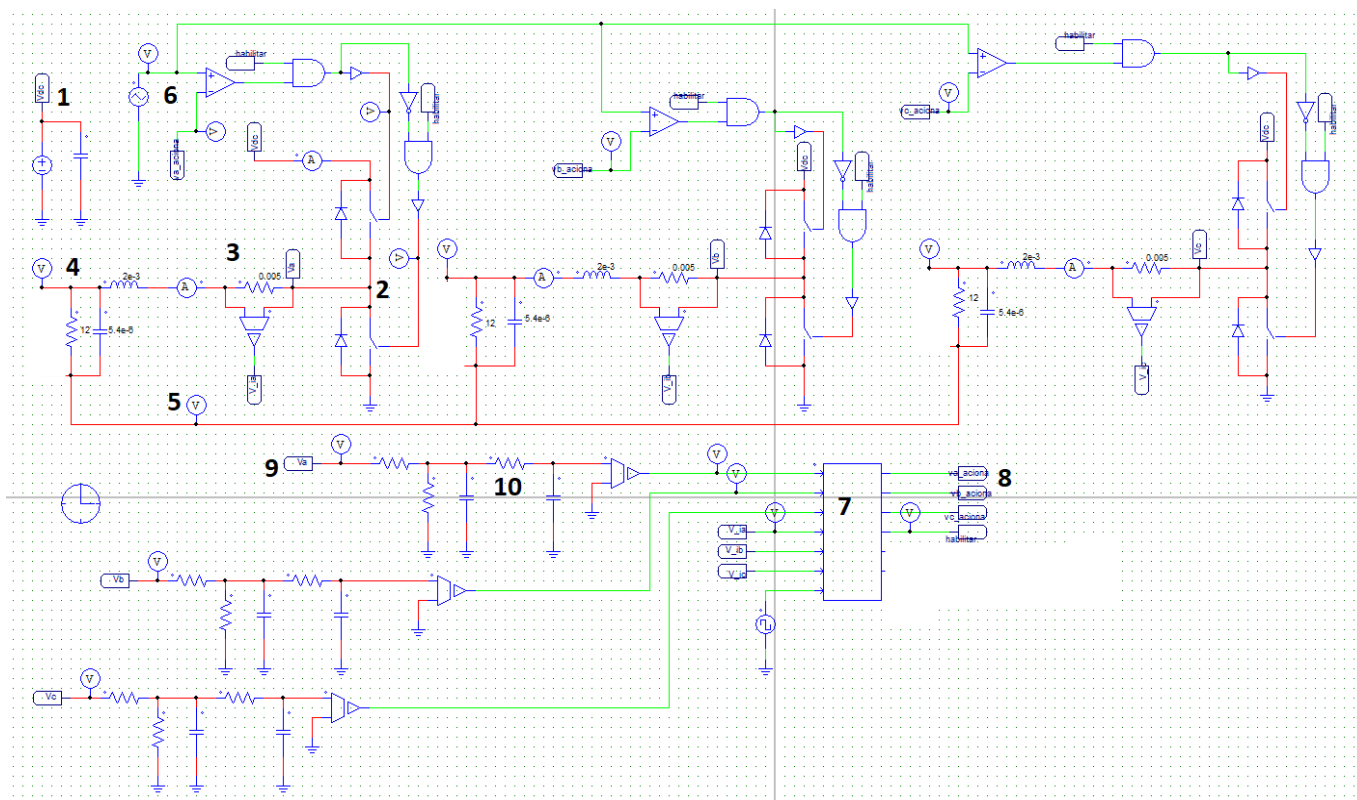 habilitar
habilitar
V
V
Vdc
1
6
habilitar
V
habilitar
V
V
va_aciona
Vdc
A
V
vc_aciona
habilitar
Vdc
V
vb_aciona
Vdc
habilitar
V
4
2e-3
A
3
0.005
Va
2
V
V
A
2e-3
0.005
Vb
V
2e-3
A
0.005
Vc
12
5.4e-6
12
5.4e-6
12
5.4e-6
V_ia
V_ib
V_ic
5
V
9
Va
V
10
V
V
7
va_aciona
8
vb_aciona
V
V
vc_aciona
V_ia
habilitar
V_ib
V_ic
Vb
V
Vc
V